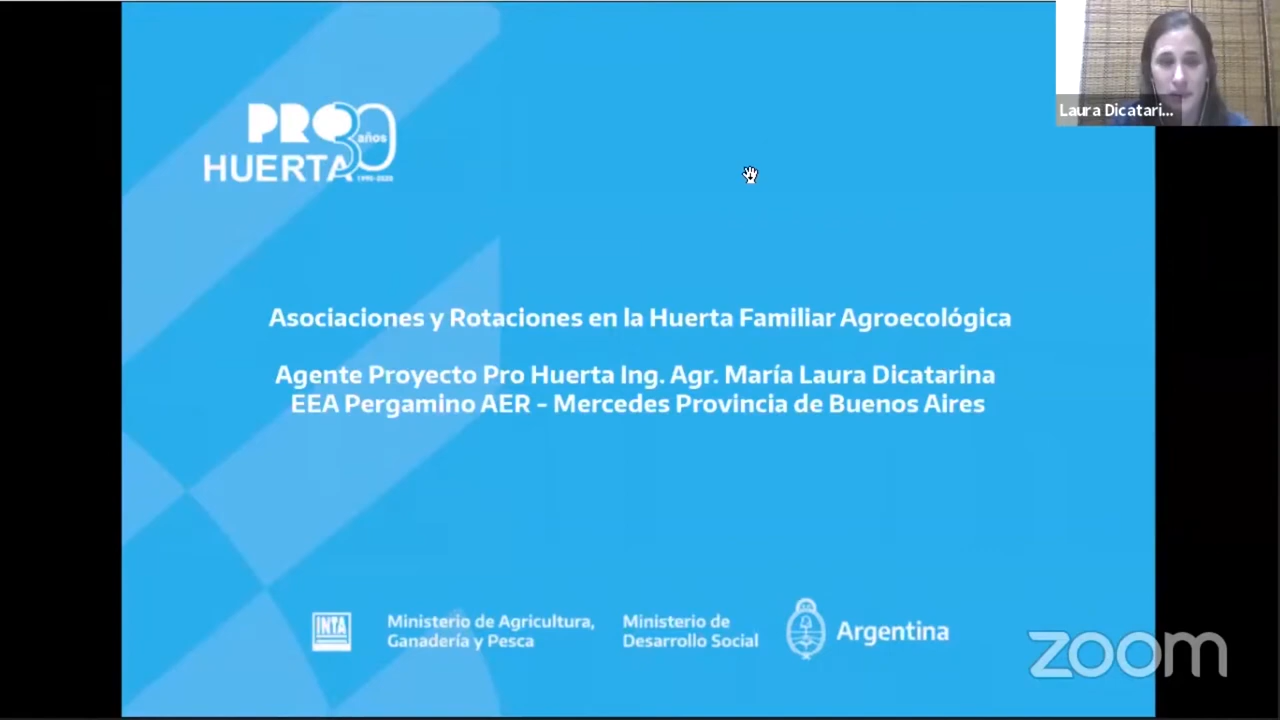 Laura Dicatari...
PRO 30 años
HUERTA 1990-2020
Asociaciones y Rotaciones en la Huerta Familiar Agroecológica
Agente Proyecto Pro Huerta Ing. Agr. María Laura Dicatarina
EEA Pergamino AER - Mercedes Provincia de Buenos Aires
INTA
Ministerio de Agricultura,
Ganadería y Pesca
Ministerio de
Desarrollo Social
Argentina
zoom